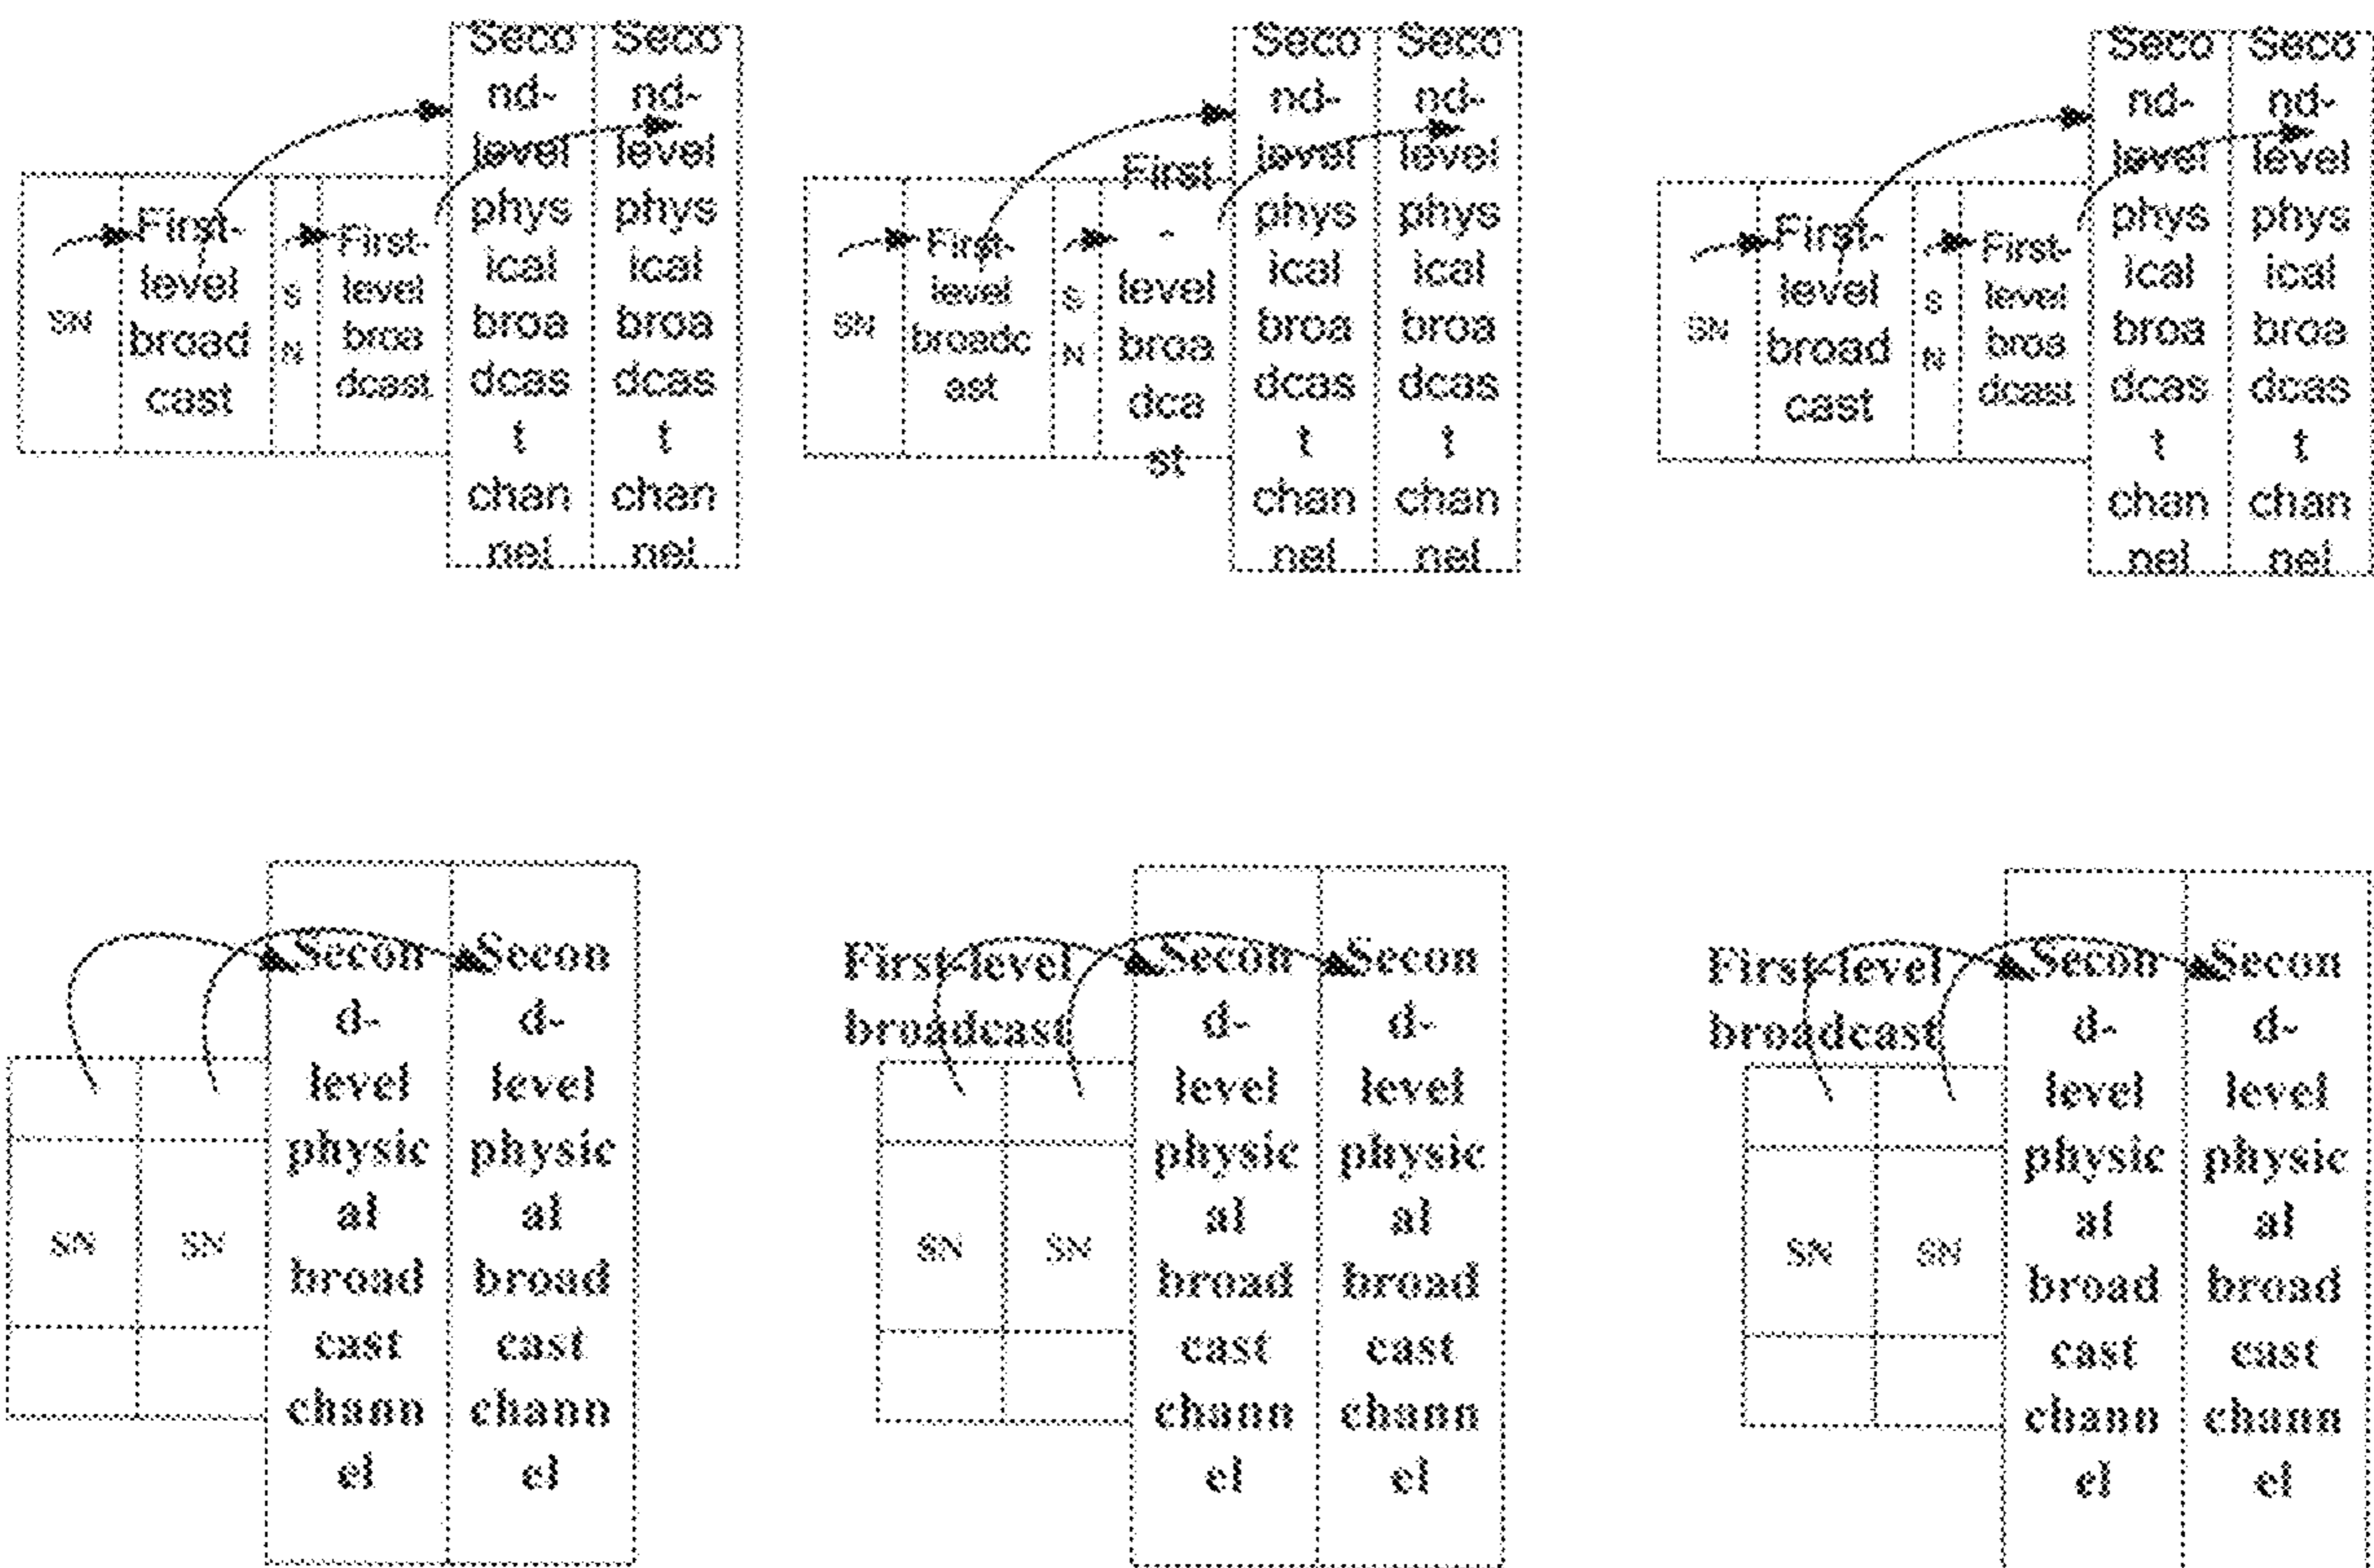 SN
First-
level
broad
cast
S
N
First-
level
broa
dcast
Seco
nd-
level
phys
ical
broa
dcas
t
chan
nel
Seco
nd-
level
phys
ical
broa
dcas
t
chan
nel
SN
First-
level
broadc
ast
S
N
First
-
level
broa
dca
st
Seco
nd-
level
phys
ical
broa
dcas
t
chan
nel
Seco
nd-
level
phys
ical
broa
dcas
t
chan
nel
SN
First-
level
broad
cast
S
N
First-
level
broa
dcast
Seco
nd-
level
phys
ical
broa
dcas
t
chan
nel
Seco
nd-
level
phys
ical
broa
dcas
t
chan
nel
SN
SN
Secon
d-
level
physic
al
broad
cast
chann
el
Secon
d-
level
physic
al
broad
cast
chann
el
First-level
broadcast
SN
SN
Secon
d-
level
physic
al
broad
cast
chann
el
Secon
d-
level
physic
al
broad
cast
chann
el
First-level
broadcast
SN
SN
Secon
d-
level
physic
al
broad
cast
chann
el
Secon
d-
level
physic
al
broad
cast
chann
el